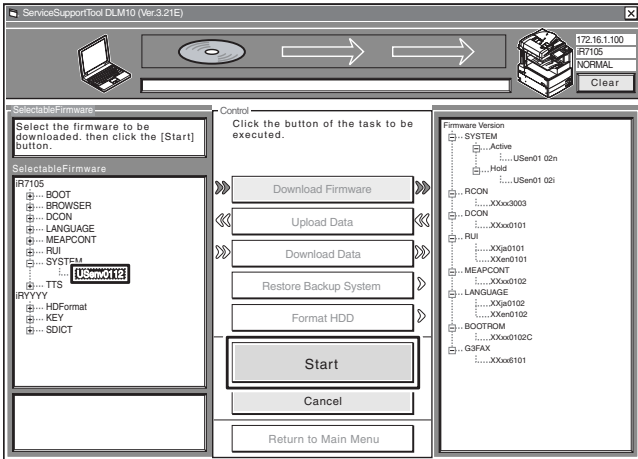 ServiceSupportTool DLM10 (Ver.3.21E)
172.16.1.100
iR7105
NORMAL
Clear
SelectableFirmware
Select the firmware to be
downloaded. then click the [Start]
button.
SelectableFirmware
iR7105
BOOT
BROWSER
DCON
LANGUAGE
MEAPCONT
RUI
SYSTEM
USenv0112
TTS
iRYYYY
HDFormat
KEY
SDICT
Control
Click the button of the task to be
executed.
Download Firmware
Upload Data
Download Data
Restore Backup System
Format HDD
Start
Cancel
Return to Main Menu
Firmware Version
SYSTEM
Active
USen01 02n
Hold
USen01 02i
RCON
XXxx3003
DCON
XXxx0101
RUI
XXja0101
XXen0101
MEAPCONT
XXxx0102
LANGUAGE
XXja0102
XXen0102
BOOTROM
XXxx0102C
G3FAX
XXxx6101